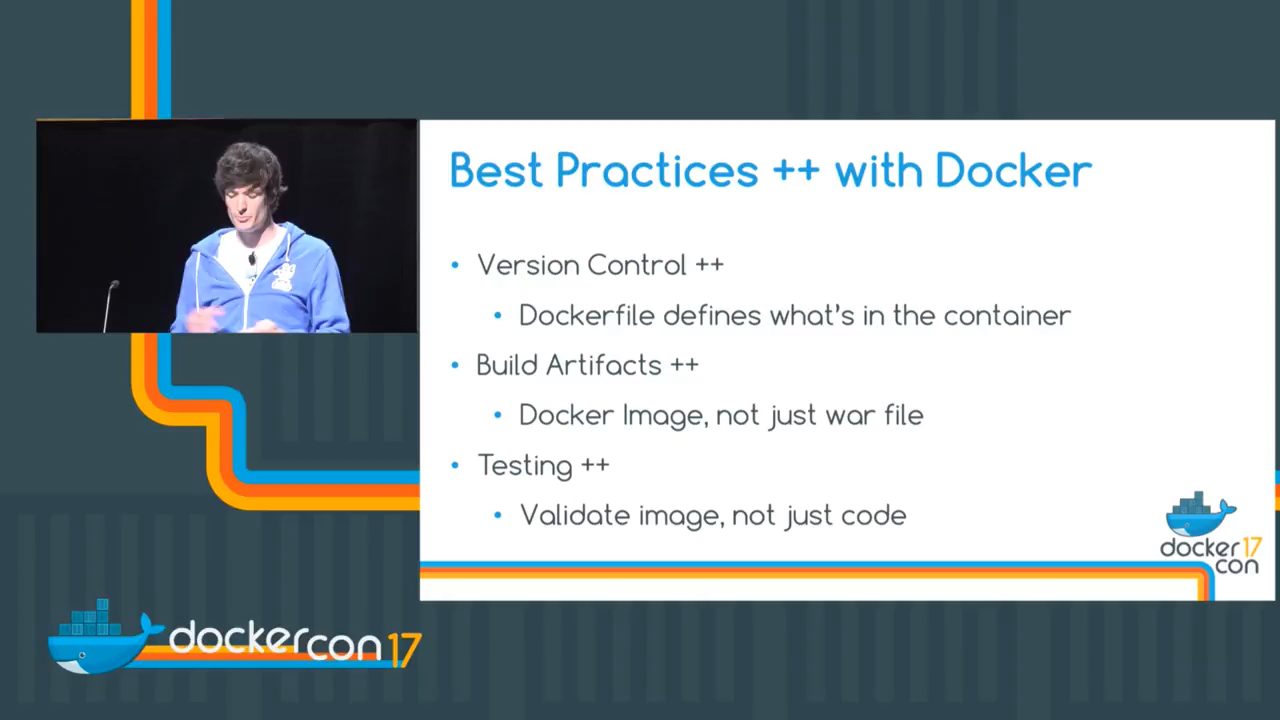 Best Practices ++ with Docker
• Version Control ++
• Dockerfile defines what's in the container
• Build Artifacts ++
• Docker Image, not just war file
• Testing ++
• Validate image, not just code
docker 17
con
dockercon 17